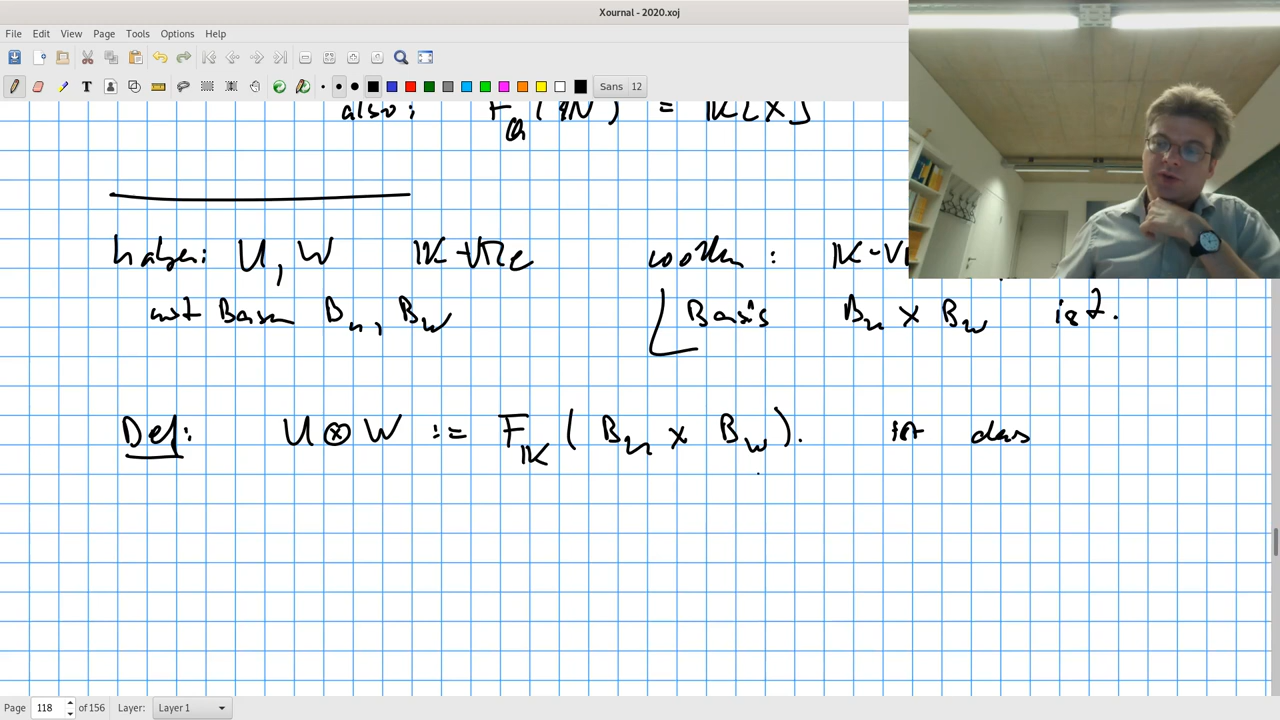 Xournal - 2020.xoj
File Edit View Page Tools Options Help
Sans 12
also: F_Q(N) = K[X]
haben: U, W K-VRe wollen: K-V
mit Basen B_U, B_W Basis B_U × B_W ist.
Def: U ⊗ W := F_K(B_U × B_W). ist das
Page 118 of 156 Layer: Layer 1